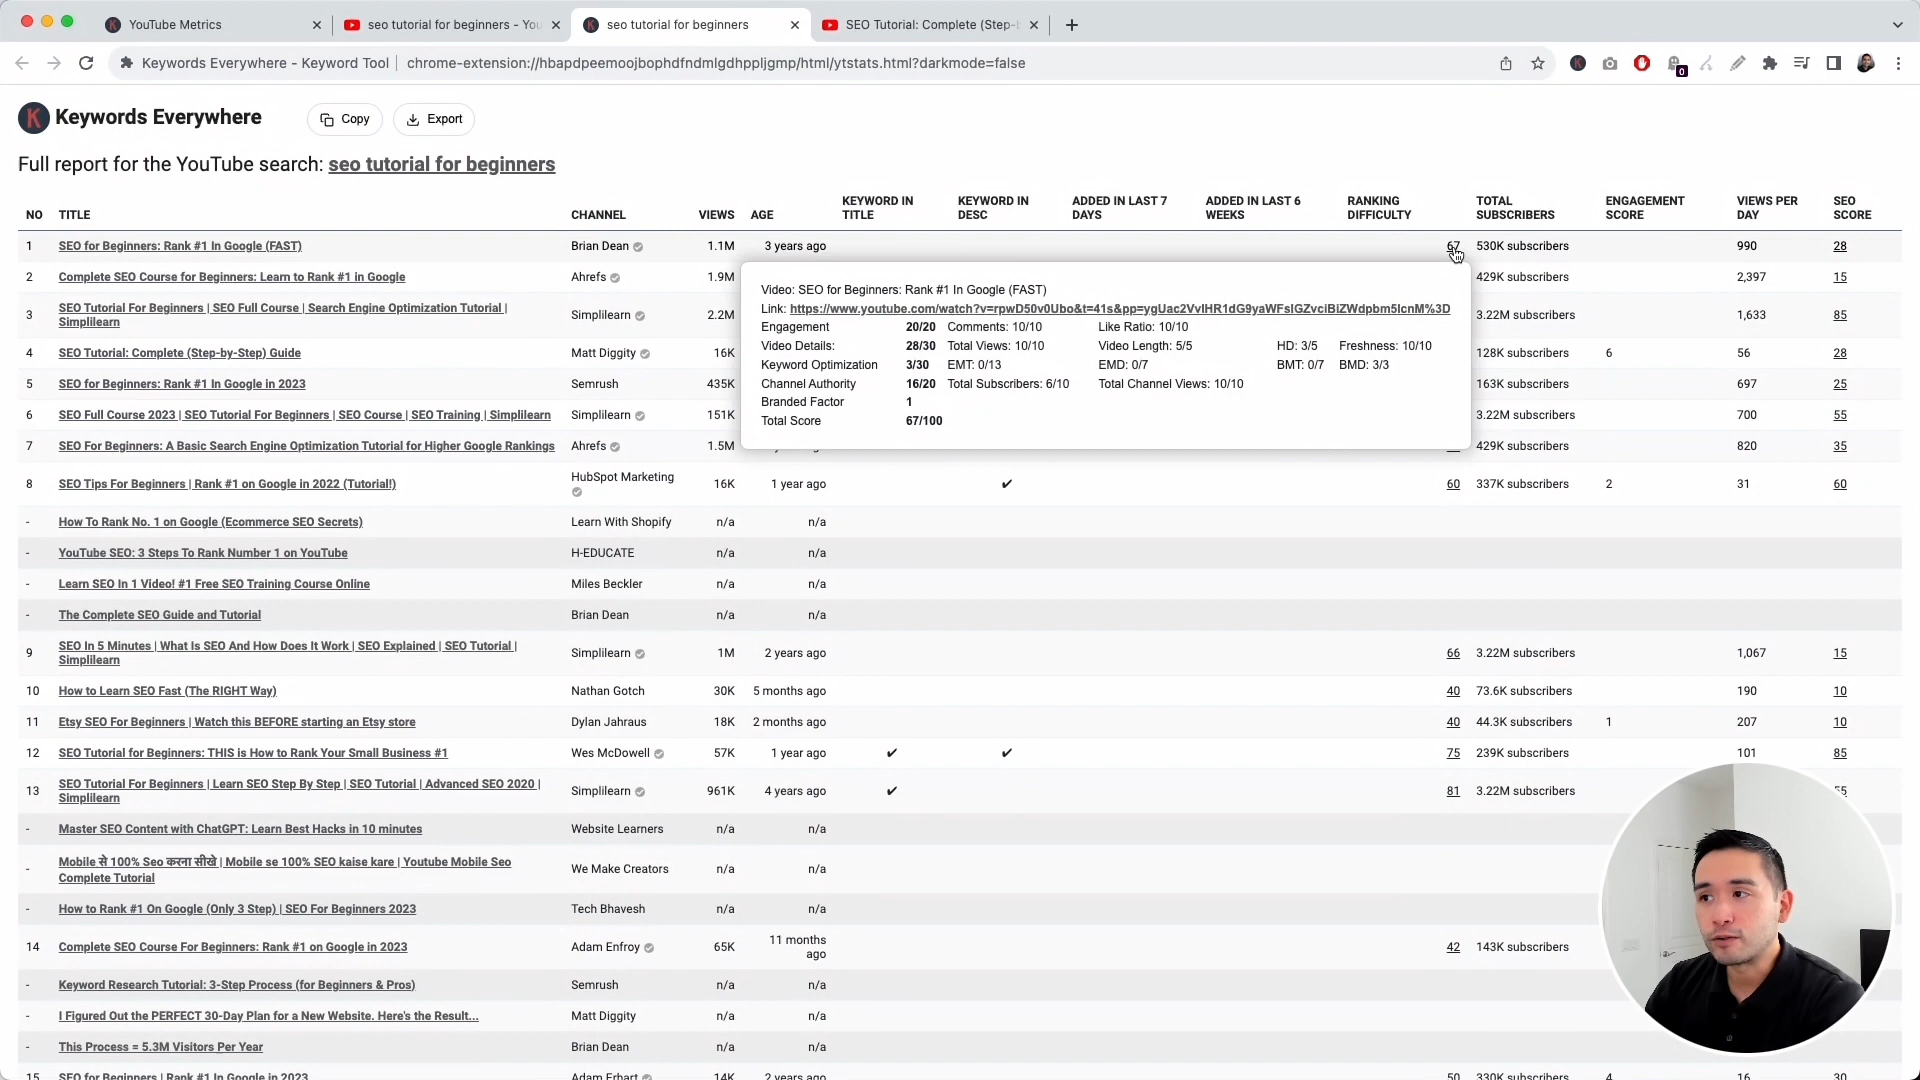 YouTube Metrics
seo tutorial for beginners - You
seo tutorial for beginners
SEO Tutorial: Complete (Step-b
Keywords Everywhere - Keyword Tool | chrome-extension://hbapdpeemoojbophdfndmlgdhppljgmp/html/ytstats.html?darkmode=false
0
K Keywords Everywhere Copy Export
Full report for the YouTube search: seo tutorial for beginners
NO TITLE CHANNEL VIEWS AGE KEYWORD IN TITLE KEYWORD IN DESC ADDED IN LAST 7 DAYS ADDED IN LAST 6 WEEKS RANKING DIFFICULTY TOTAL SUBSCRIBERS ENGAGEMENT SCORE VIEWS PER DAY SEO SCORE
1 SEO for Beginners: Rank #1 In Google (FAST) Brian Dean 1.1M 3 years ago 67 530K subscribers 990 28
2 Complete SEO Course for Beginners: Learn to Rank #1 in Google Ahrefs 1.9M 429K subscribers 2,397 15
3 SEO Tutorial For Beginners | SEO Full Course | Search Engine Optimization Tutorial | Simplilearn Simplilearn 2.2M 3.22M subscribers 1,633 85
4 SEO Tutorial: Complete (Step-by-Step) Guide Matt Diggity 16K 128K subscribers 6 56 28
5 SEO for Beginners: Rank #1 In Google in 2023 Semrush 435K 163K subscribers 697 25
6 SEO Full Course 2023 | SEO Tutorial For Beginners | SEO Course | SEO Training | Simplilearn Simplilearn 151K 3.22M subscribers 700 55
7 SEO For Beginners: A Basic Search Engine Optimization Tutorial for Higher Google Rankings Ahrefs 1.5M 429K subscribers 820 35
Video: SEO for Beginners: Rank #1 In Google (FAST)
Link: https://www.youtube.com/watch?v=rpwD50v0Ubo&t=41s&pp=ygUac2VvIHR1dG9yaWFsIGZvciBiZWdpbm5lcnM%3D
Engagement 20/20 Comments: 10/10 Like Ratio: 10/10
Video Details: 28/30 Total Views: 10/10 Video Length: 5/5 HD: 3/5 Freshness: 10/10
Keyword Optimization 3/30 EMT: 0/13 EMD: 0/7 BMT: 0/7 BMD: 3/3
Channel Authority 16/20 Total Subscribers: 6/10 Total Channel Views: 10/10
Branded Factor 1
Total Score 67/100
8 SEO Tips For Beginners | Rank #1 on Google in 2022 (Tutorial!) HubSpot Marketing 16K 1 year ago ✔ 60 337K subscribers 2 31 60
- How To Rank No. 1 on Google (Ecommerce SEO Secrets) Learn With Shopify n/a n/a
- YouTube SEO: 3 Steps To Rank Number 1 on YouTube H-EDUCATE n/a n/a
- Learn SEO In 1 Video! #1 Free SEO Training Course Online Miles Beckler n/a n/a
- The Complete SEO Guide and Tutorial Brian Dean n/a n/a
9 SEO In 5 Minutes | What Is SEO And How Does It Work | SEO Explained | SEO Tutorial | Simplilearn Simplilearn 1M 2 years ago 66 3.22M subscribers 1,067 15
10 How to Learn SEO Fast (The RIGHT Way) Nathan Gotch 30K 5 months ago 40 73.6K subscribers 190 10
11 Etsy SEO For Beginners | Watch this BEFORE starting an Etsy store Dylan Jahraus 18K 2 months ago 40 44.3K subscribers 1 207 10
12 SEO Tutorial for Beginners: THIS is How to Rank Your Small Business #1 Wes McDowell 57K 1 year ago ✔ ✔ 75 239K subscribers 101 85
13 SEO Tutorial For Beginners | Learn SEO Step By Step | SEO Tutorial | Advanced SEO 2020 | Simplilearn Simplilearn 961K 4 years ago ✔ 81 3.22M subscribers 55
- Master SEO Content with ChatGPT: Learn Best Hacks in 10 minutes Website Learners n/a n/a
- Mobile से 100% Seo करना सीखे | Mobile se 100% SEO kaise kare | Youtube Mobile Seo Complete Tutorial We Make Creators n/a n/a
- How to Rank #1 On Google (Only 3 Step) | SEO For Beginners 2023 Tech Bhavesh n/a n/a
14 Complete SEO Course For Beginners: Rank #1 on Google in 2023 Adam Enfroy 65K 11 months ago 42 143K subscribers
- Keyword Research Tutorial: 3-Step Process (for Beginners & Pros) Semrush n/a n/a
- I Figured Out the PERFECT 30-Day Plan for a New Website. Here's the Result... Matt Diggity n/a n/a
- This Process = 5.3M Visitors Per Year Brian Dean n/a n/a
15 SEO for Beginners | Rank #1 In Google in 2023 Adam Erhart 14K 2 years ago 50 330K subscribers 4 16 30